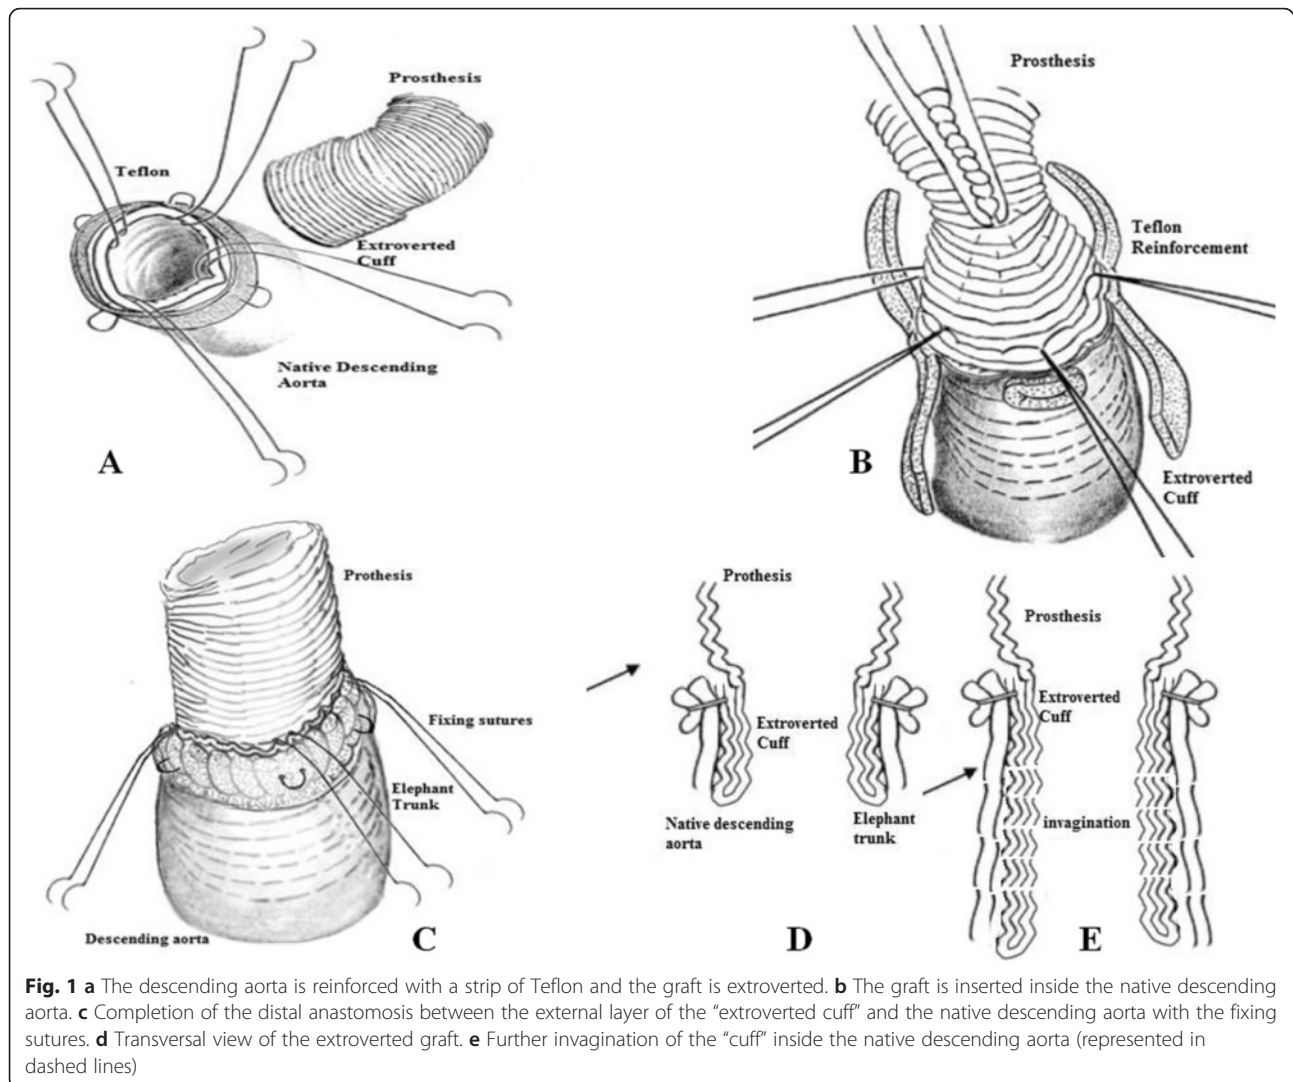 Prosthesis
Teflon
Extroverted
Cuff
Native Descending
Aorta
A
Prosthesis
Teflon
Reinforcement
B
Extroverted
Cuff
Prothesis
Fixing sutures
Elephant
Trunk
Descending aorta
C
Prothesis
Extroverted
Cuff
Native descending
aorta
Elephant
trunk
D
Prosthesis
Extroverted
Cuff
invagination
E
Fig. 1 a The descending aorta is reinforced with a strip of Teflon and the graft is extroverted. b The graft is inserted inside the native descending
aorta. c Completion of the distal anastomosis between the external layer of the “extroverted cuff” and the native descending aorta with the fixing
sutures. d Transversal view of the extroverted graft. e Further invagination of the “cuff” inside the native descending aorta (represented in
dashed lines)